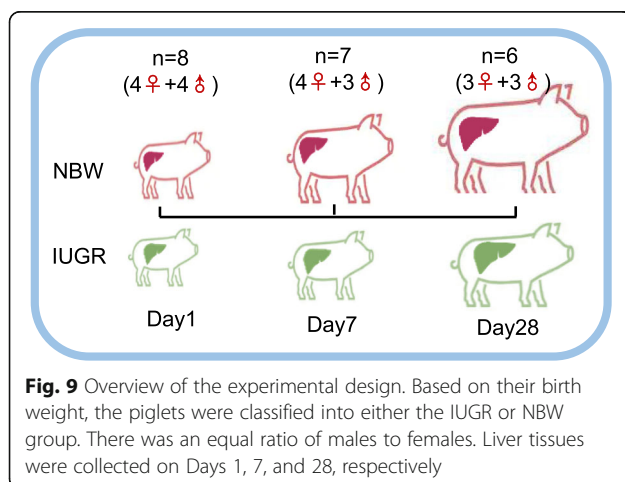 n=8 n=7 n=6
(4♀+4♂) (4♀+3♂) (3♀+3♂)
NBW
IUGR
Day1 Day7 Day28
Fig. 9 Overview of the experimental design. Based on their birth
weight, the piglets were classified into either the IUGR or NBW
group. There was an equal ratio of males to females. Liver tissues
were collected on Days 1, 7, and 28, respectively